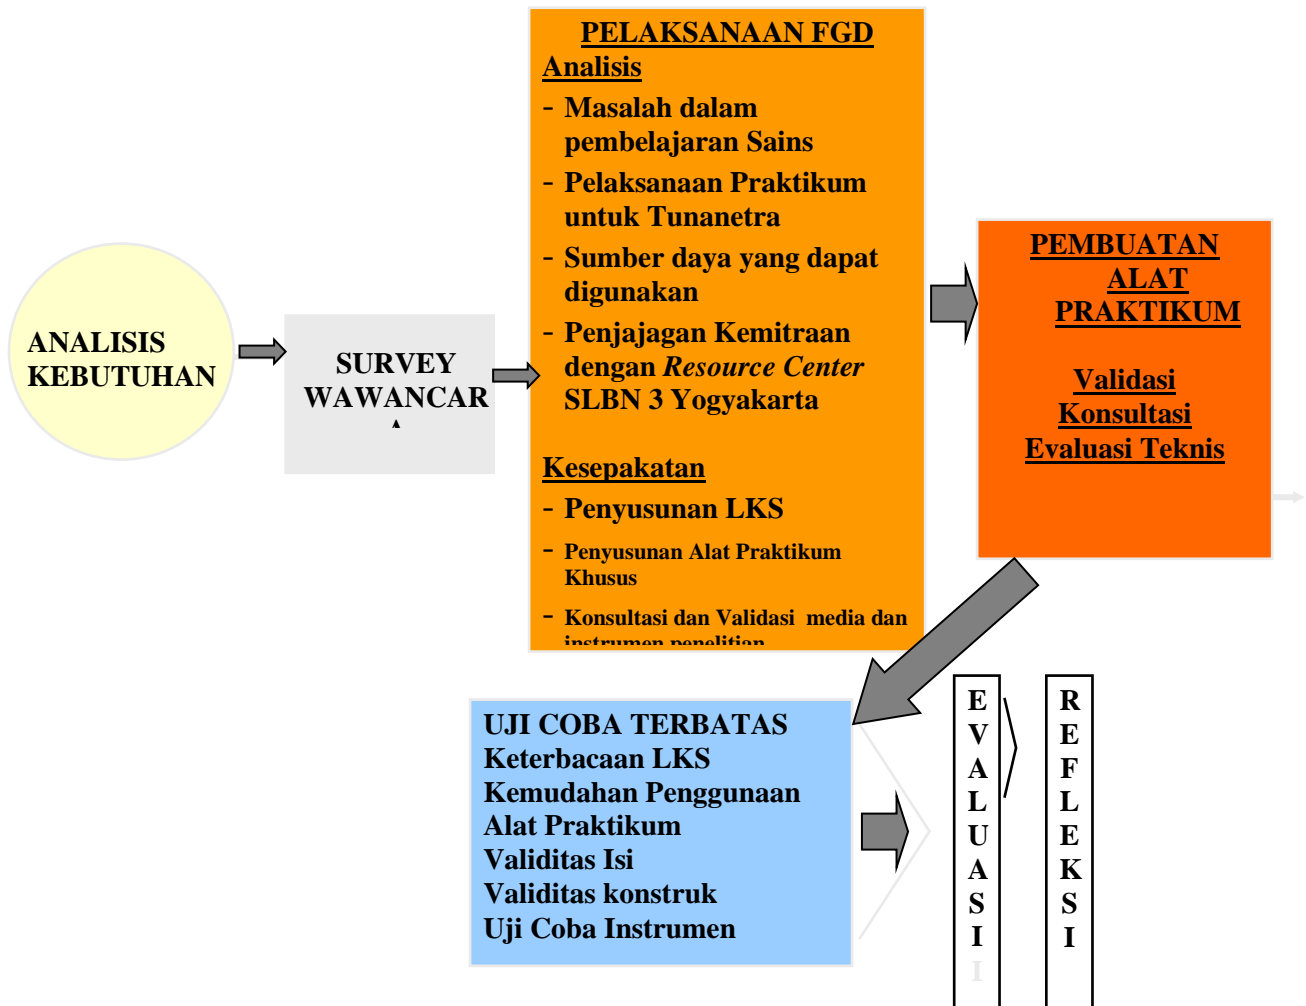 ANALISIS
KEBUTUHAN
SURVEY
WAWANCAR
A
PELAKSANAAN FGD
Analisis
- Masalah dalam
pembelajaran Sains
- Pelaksanaan Praktikum
untuk Tunanetra
- Sumber daya yang dapat
digunakan
- Penjajagan Kemitraan
dengan Resource Center
SLBN 3 Yogyakarta
Kesepakatan
- Penyusunan LKS
- Penyusunan Alat Praktikum
Khusus
- Konsultasi dan Validasi media dan
instrumen penelitian
PEMBUATAN
ALAT
PRAKTIKUM
Validasi
Konsultasi
Evaluasi Teknis
UJI COBA TERBATAS
Keterbacaan LKS
Kemudahan Penggunaan
Alat Praktikum
Validitas Isi
Validitas konstruk
Uji Coba Instrumen
E
V
A
L
U
A
S
I
I
R
E
F
L
E
K
S
I